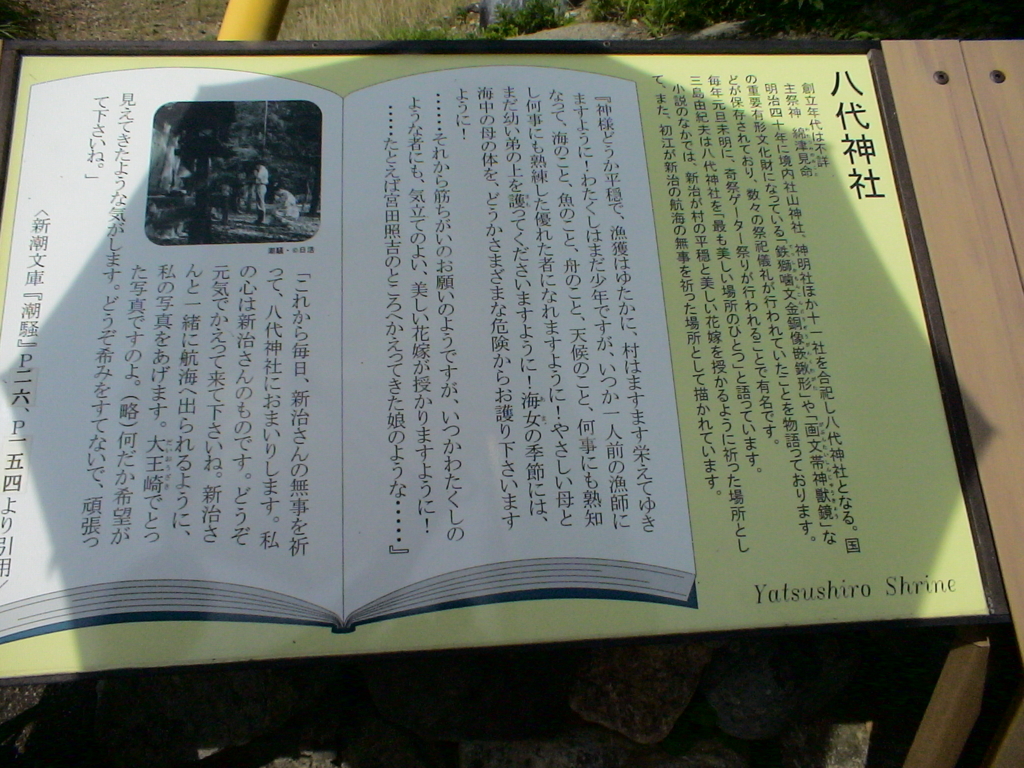 八代神社
創立年代は不詳
主祭神 綿津見命
明治四十年に境内社山神社、神明社ほか十一社を合祀し八代神社となる。国
の重要有形文化財になっている「鉄獅噛文金銅像嵌鍬形」や「画文帯神獣鏡」な
どが保存されており、数々の祭祀儀礼が行われていたことを物語っております。
毎年元旦未明に、奇祭ゲーター祭りが行われることで有名です。
三島由紀夫は八代神社を「最も美しい場所のひとつ」と語っています。
小説のなかでは、新治が村の平穏と美しい花嫁を授かるように祈った場所とし
て、また、初江が新治の航海の無事を祈った場所として描かれています。
『神様どうか平穏で、漁獲はゆたかに、村はますます栄えてゆき
ますように!わたくしはまだ少年ですが、いつか一人前の漁師に
なって、海のこと、魚のこと、舟のこと、天候のこと、何事にも熟知
し何事にも熟練した優れた者になれますように!やさしい母と
まだ幼い弟の上を護ってくださいますように!海女の季節には、
海中の母の体を、どうかさまざまな危険からお護り下さいます
ように!
……それから筋ちがいのお願いのようですが、いつかわたくしの
ような者にも、気立てのよい、美しい花嫁が授かりますように!
……たとえば宮田照吉のところへかえってきた娘のような……』
潮騒・©日活
「これから毎日、新治さんの無事を祈
って、八代神社におまいりします。私
の心は新治さんのものです。どうぞ
元気でかえって来て下さいね。新治さ
んと一緒に航海へ出られるように、
私の写真をあげます。大王崎でとっ
た写真ですのよ。(略)何だか希望が
見えてきたような気がします。どうぞ希みをすてないで、頑張っ
て下さいね。」
〈新潮文庫『潮騒』P二六、P一五四より引用〉
Yatsushiro Shrine